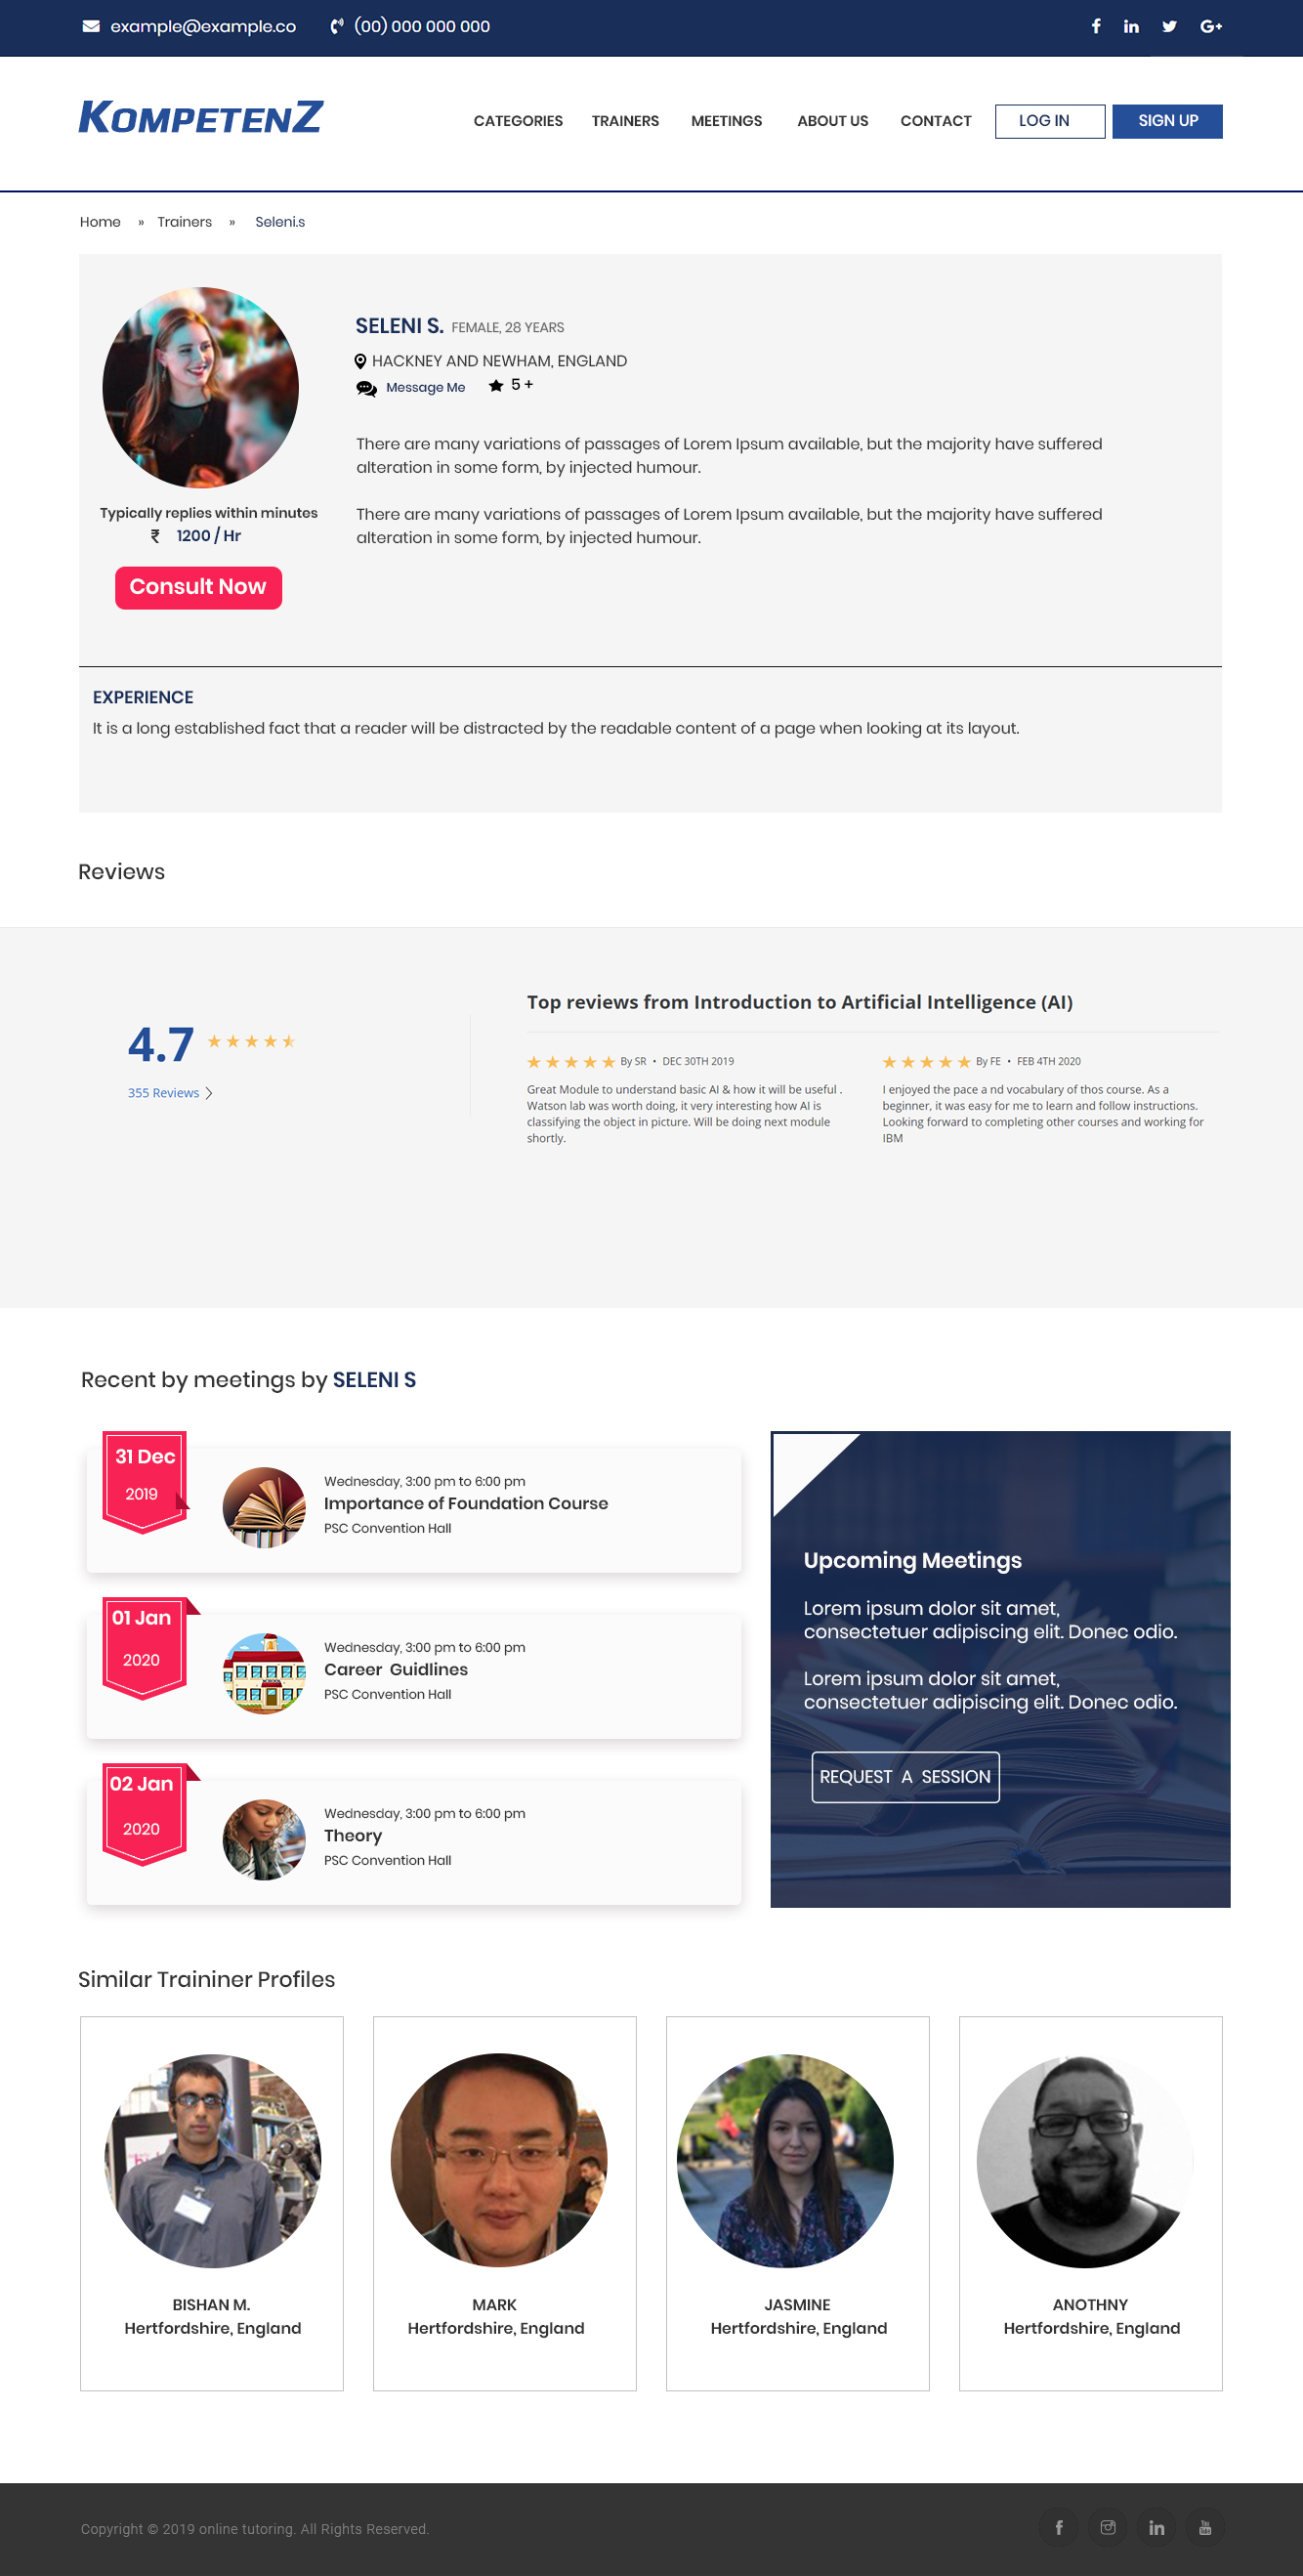 example@example.co (00) 000 000 000
KOMPETENZ
CATEGORIES TRAINERS MEETINGS ABOUT US CONTACT LOG IN SIGN UP
Home » Trainers » Seleni.s
SELENI S. FEMALE, 28 YEARS
HACKNEY AND NEWHAM, ENGLAND
Message Me 5 +
There are many variations of passages of Lorem Ipsum available, but the majority have suffered
alteration in some form, by injected humour.
There are many variations of passages of Lorem Ipsum available, but the majority have suffered
alteration in some form, by injected humour.
Typically replies within minutes
₹ 1200 / Hr
Consult Now
EXPERIENCE
It is a long established fact that a reader will be distracted by the readable content of a page when looking at its layout.
Reviews
4.7
355 Reviews
Top reviews from Introduction to Artificial Intelligence (AI)
By SR • DEC 30TH 2019
Great Module to understand basic AI & how it will be useful .
Watson lab was worth doing, it very interesting how AI is
classifying the object in picture. Will be doing next module
shortly.
By FE • FEB 4TH 2020
I enjoyed the pace a nd vocabulary of thos course. As a
beginner, it was easy for me to learn and follow instructions.
Looking forward to completing other courses and working for
IBM
Recent by meetings by SELENI S
31 Dec
2019
Wednesday, 3:00 pm to 6:00 pm
Importance of Foundation Course
PSC Convention Hall
01 Jan
2020
Wednesday, 3:00 pm to 6:00 pm
Career Guidlines
PSC Convention Hall
02 Jan
2020
Wednesday, 3:00 pm to 6:00 pm
Theory
PSC Convention Hall
Upcoming Meetings
Lorem ipsum dolor sit amet,
consectetuer adipiscing elit. Donec odio.
Lorem ipsum dolor sit amet,
consectetuer adipiscing elit. Donec odio.
REQUEST A SESSION
Similar Traininer Profiles
BISHAN M.
Hertfordshire, England
MARK
Hertfordshire, England
JASMINE
Hertfordshire, England
ANOTHNY
Hertfordshire, England
Copyright © 2019 online tutoring. All Rights Reserved.